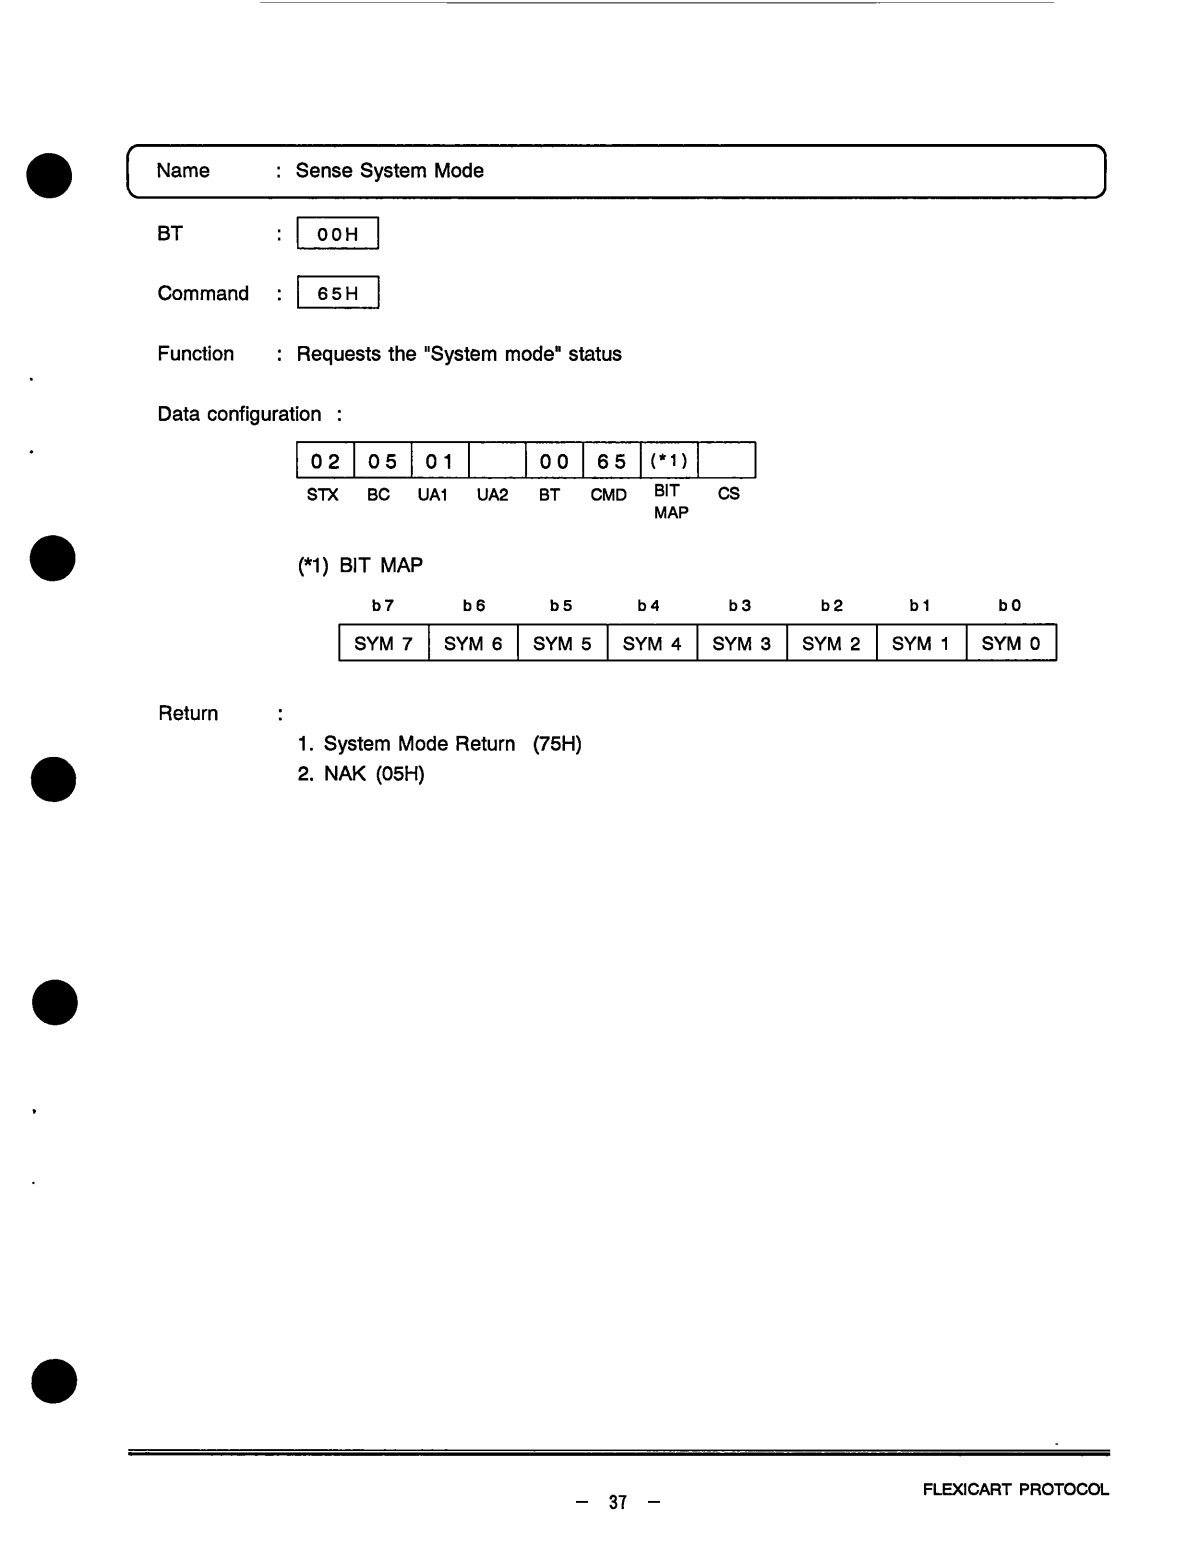 Name : Sense System Mode
BT : 00H
Command : 65H
Function : Requests the "System mode" status
Data configuration :
02 05 01 00 65 (*1)
STX BC UA1 UA2 BT CMD BIT MAP CS
(*1) BIT MAP
b7 b6 b5 b4 b3 b2 b1 b0
SYM 7 SYM 6 SYM 5 SYM 4 SYM 3 SYM 2 SYM 1 SYM 0
Return :
1. System Mode Return (75H)
2. NAK (05H)
FLEXICART PROTOCOL
– 37 –